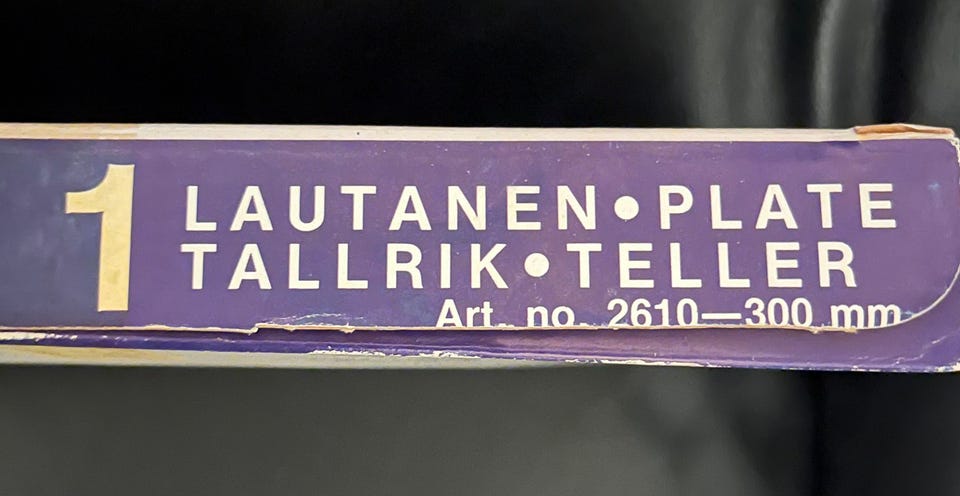 1
LAUTANEN•PLATE
TALLRIK•TELLER
Art. no. 2610—300 mm